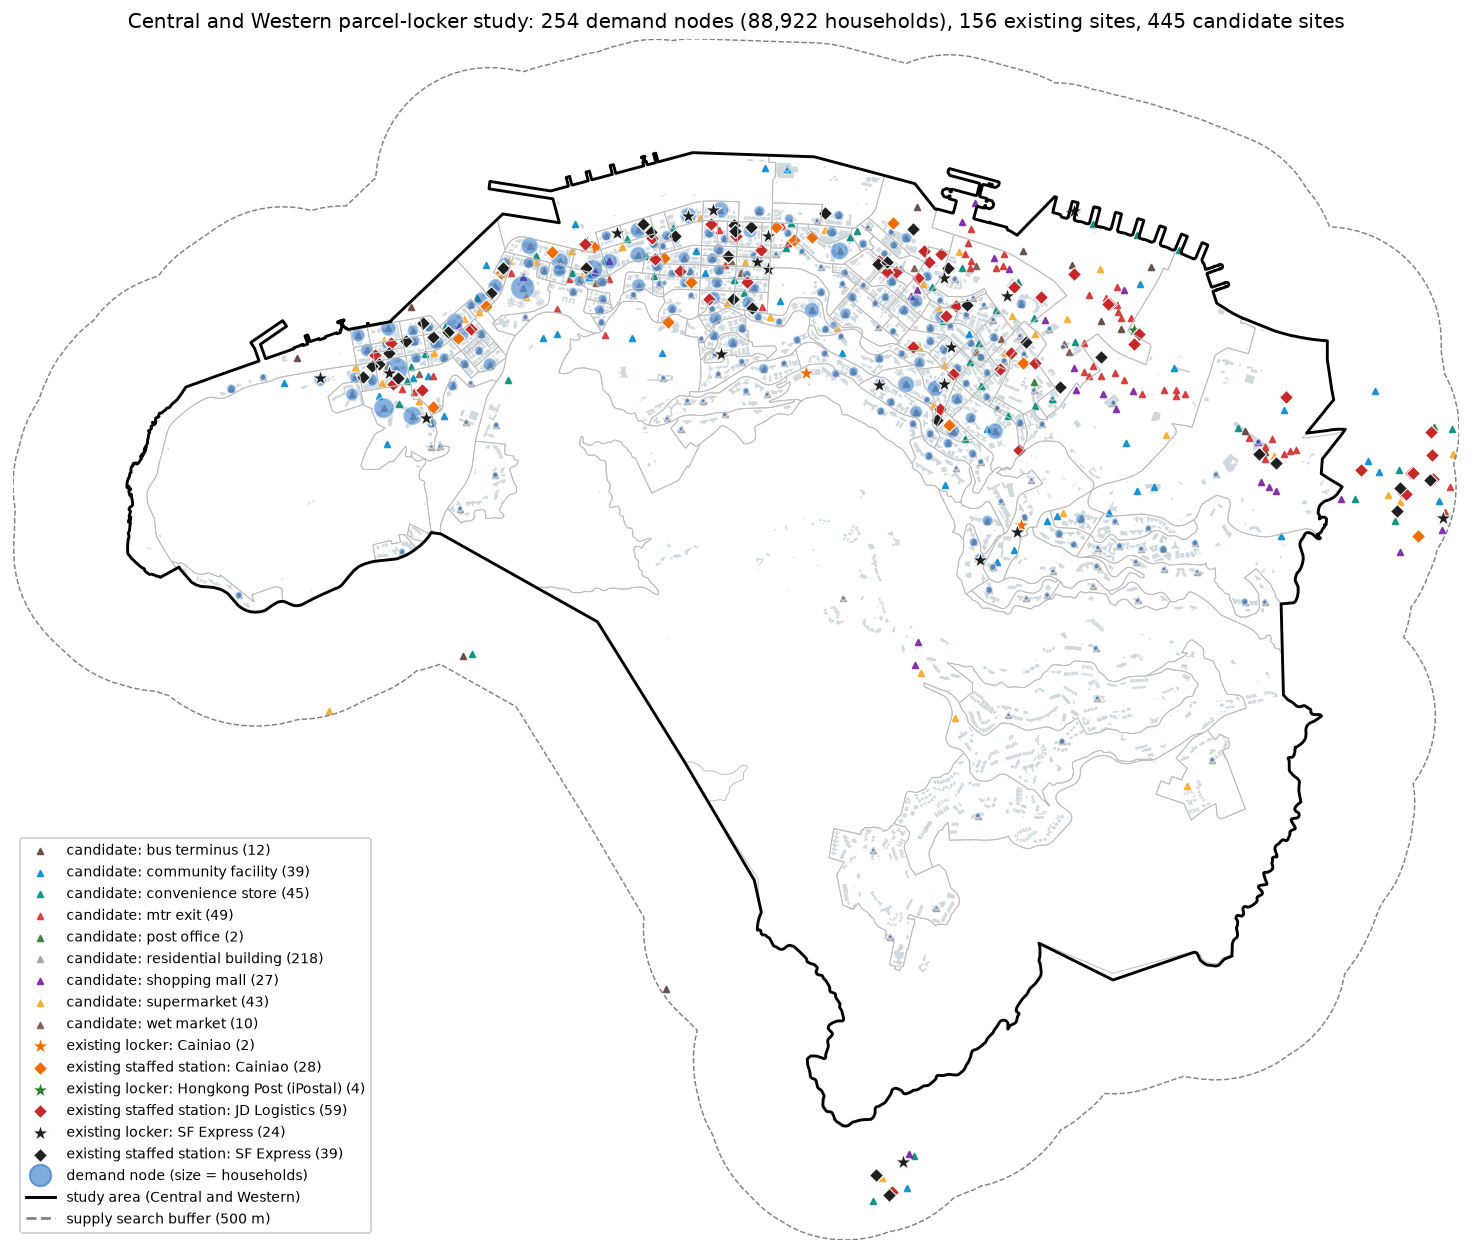 Central and Western parcel-locker study: 254 demand nodes (88,922 households), 156 existing sites, 445 candidate sites
candidate: bus terminus (12)
candidate: community facility (39)
candidate: convenience store (45)
candidate: mtr exit (49)
candidate: post office (2)
candidate: residential building (218)
candidate: shopping mall (27)
candidate: supermarket (43)
candidate: wet market (10)
existing locker: Cainiao (2)
existing staffed station: Cainiao (28)
existing locker: Hongkong Post (iPostal) (4)
existing staffed station: JD Logistics (59)
existing locker: SF Express (24)
existing staffed station: SF Express (39)
demand node (size = households)
study area (Central and Western)
supply search buffer (500 m)